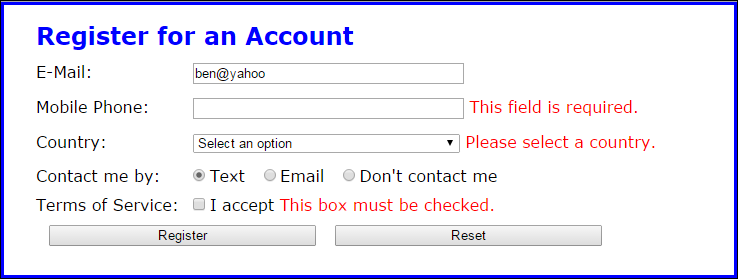 Register for an Account
E-Mail: ben@yahoo
Mobile Phone: This field is required.
Country: Select an option Please select a country.
Contact me by: Text Email Don't contact me
Terms of Service: I accept This box must be checked.
Register Reset